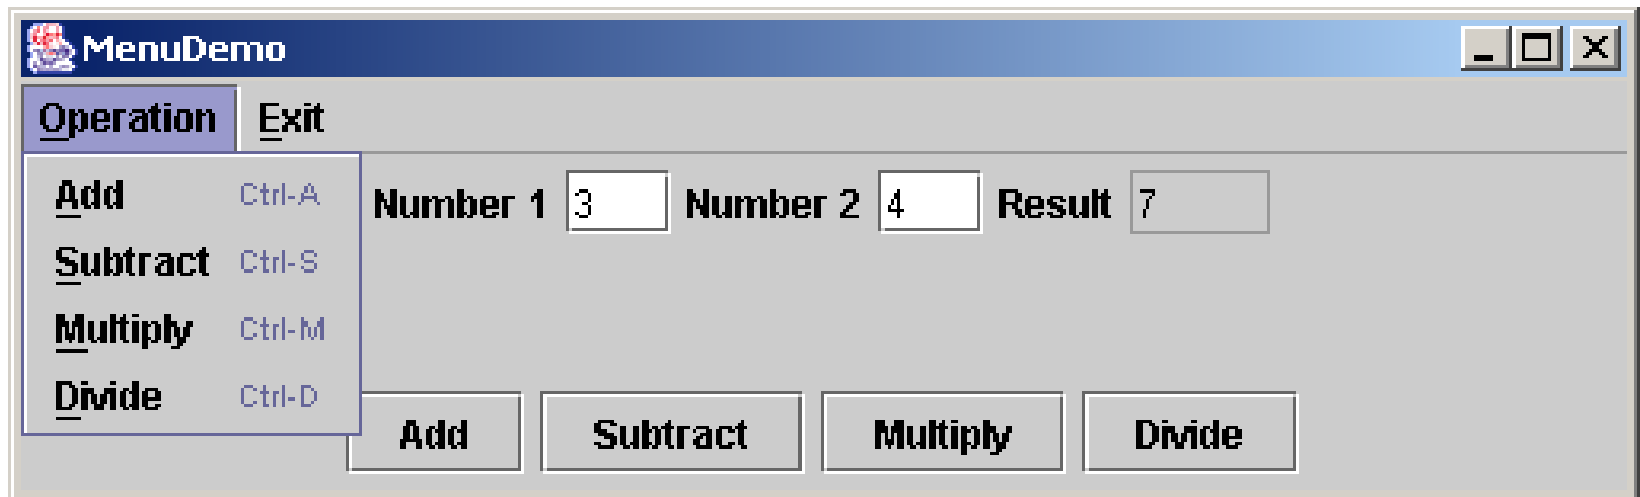 MenuDemo
Operation Exit
Add Ctrl-A
Subtract Ctrl-S
Multiply Ctrl-M
Divide Ctrl-D
Number 1 3 Number 2 4 Result 7
Add Subtract Multiply Divide